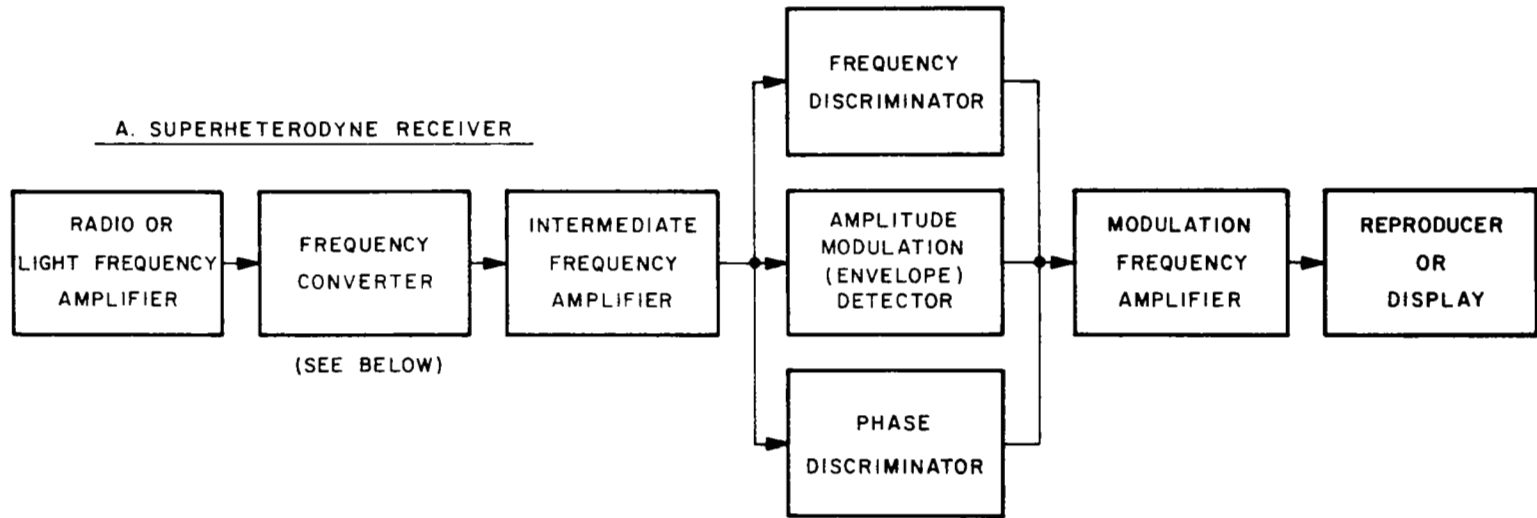 A. SUPERHETERODYNE RECEIVER
RADIO OR
LIGHT FREQUENCY
AMPLIFIER
FREQUENCY
CONVERTER
(SEE BELOW)
INTERMEDIATE
FREQUENCY
AMPLIFIER
FREQUENCY
DISCRIMINATOR
AMPLITUDE
MODULATION
(ENVELOPE)
DETECTOR
PHASE
DISCRIMINATOR
MODULATION
FREQUENCY
AMPLIFIER
REPRODUCER
OR
DISPLAY